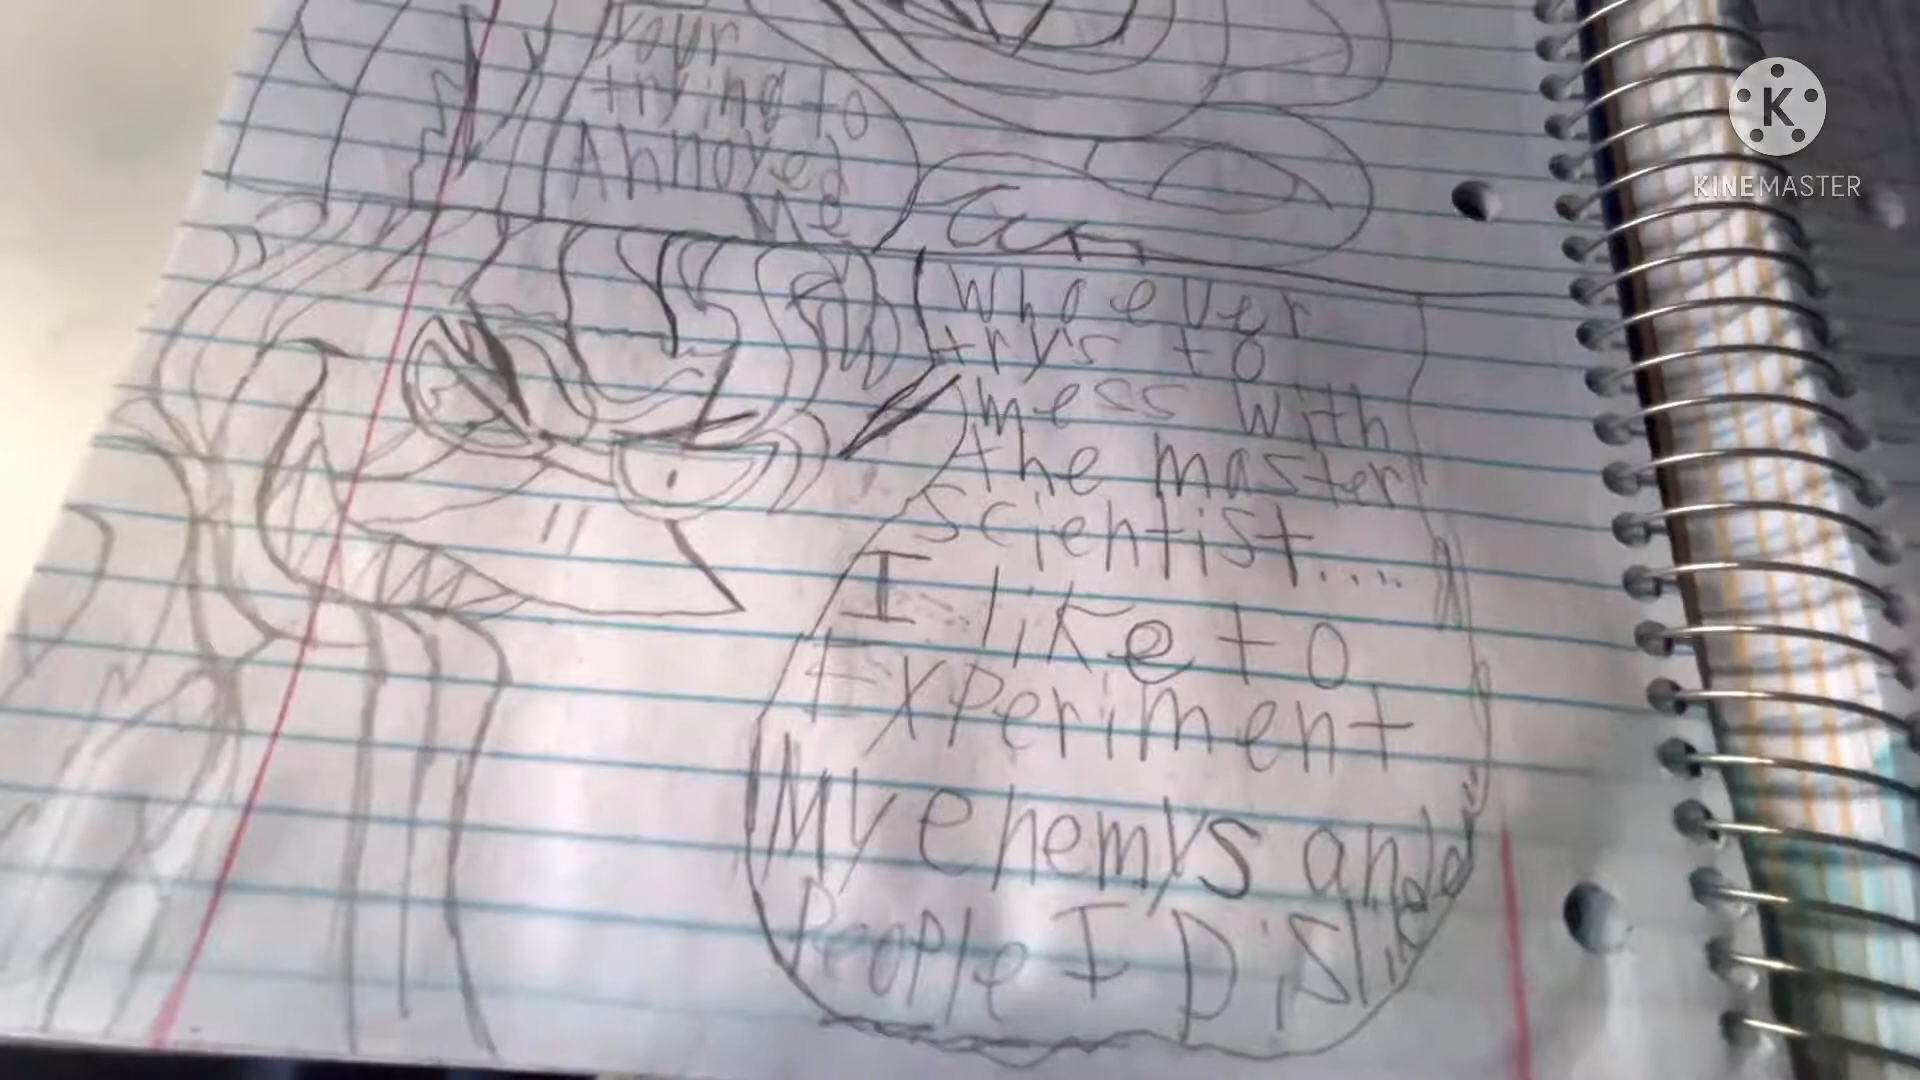 your
trying to
Annoyed
me
Whoever
trys to
mess with
the master
scientist....
I like to
Experiment
My enemys and
People I Dislike
K
KINEMASTER